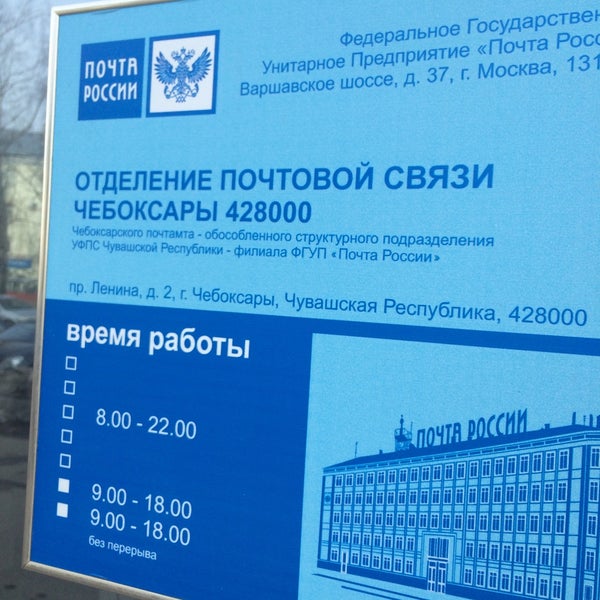 ПОЧТА
РОССИИ
Федеральное Государствен
Унитарное Предприятие «Почта Росс
Варшавское шоссе, д. 37, г. Москва, 131
ОТДЕЛЕНИЕ ПОЧТОВОЙ СВЯЗИ
ЧЕБОКСАРЫ 428000
Чебоксарского почтамта - обособленного структурного подразделения
УФПС Чувашской Республики - филиала ФГУП «Почта России»
пр. Ленина, д. 2, г. Чебоксары, Чувашская Республика, 428000
время работы
8.00 - 22.00
9.00 - 18.00
9.00 - 18.00
без перерыва
ПОЧТА РОССИИ